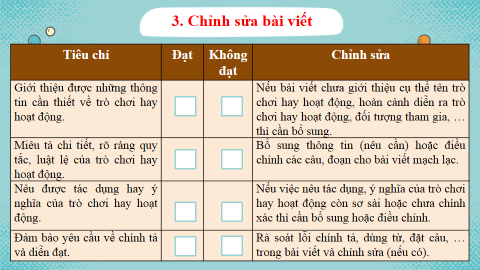 3. Chỉnh sửa bài viết
Tiêu chí
Đạt
Không
đạt
Chỉnh sửa
Giới thiệu được những thông
tin cần thiết về trò chơi hay
hoạt động.
Nếu bài viết chưa giới thiệu cụ thể tên trò
chơi hay hoạt động, hoàn cảnh diễn ra trò
chơi hay hoạt động, đối tượng tham gia, …
thì cần bổ sung.
Miêu tả chi tiết, rõ ràng quy
tắc, luật lệ của trò chơi hay
hoạt động.
Bổ sung thông tin (nêu cần) hoặc điều
chỉnh các câu, đoạn cho bài viết mạch lạc.
Nêu được tác dụng hay ý
nghĩa của trò chơi hay hoạt
động.
Nếu việc nêu tác dụng, ý nghĩa của trò chơi
hay hoạt động còn sơ sài hoặc chưa chính
xác thì cần bổ sung hoặc điều chỉnh.
Đảm bảo yêu cầu về chính tả
và diễn đạt.
Rà soát lỗi chính tả, dùng từ, đặt câu, …
trong bài viết và chỉnh sửa (nếu có).